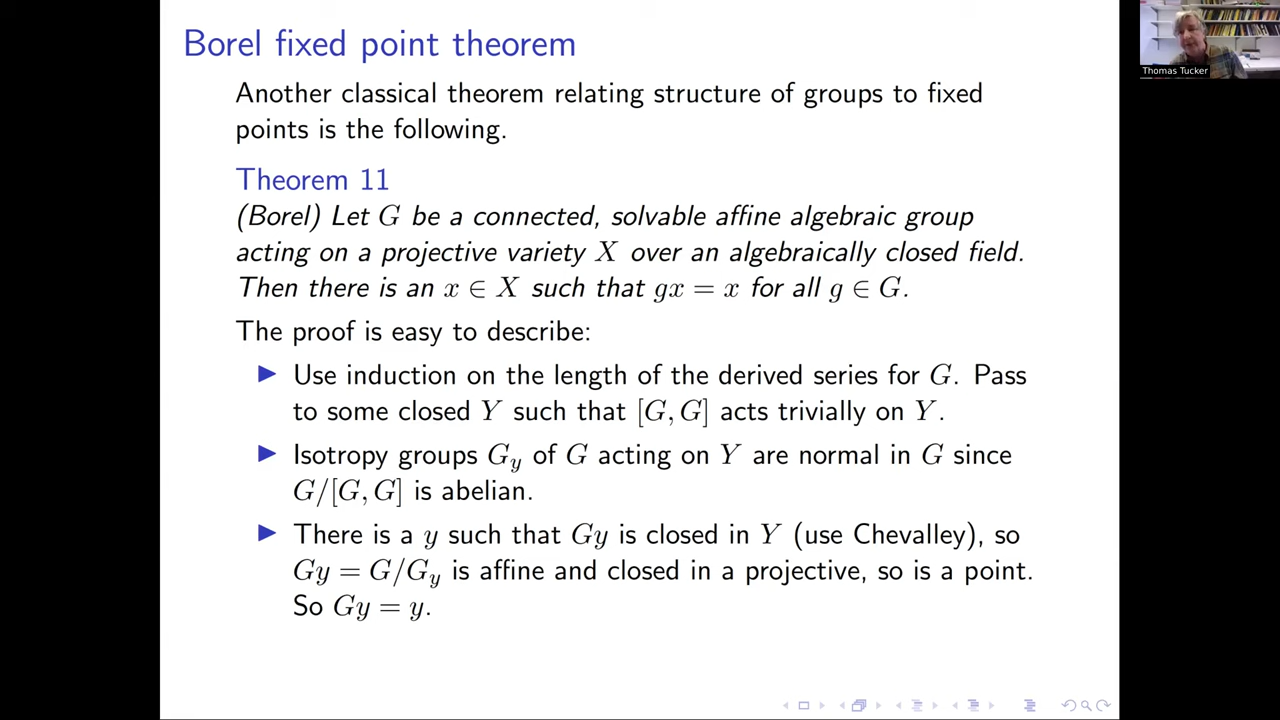 Borel fixed point theorem
Another classical theorem relating structure of groups to fixed
points is the following.
Theorem 11
(Borel) Let G be a connected, solvable affine algebraic group
acting on a projective variety X over an algebraically closed field.
Then there is an x ∈ X such that gx = x for all g ∈ G.
The proof is easy to describe:
▶ Use induction on the length of the derived series for G. Pass
to some closed Y such that [G, G] acts trivially on Y.
▶ Isotropy groups G_y of G acting on Y are normal in G since
G/[G, G] is abelian.
▶ There is a y such that Gy is closed in Y (use Chevalley), so
Gy = G/G_y is affine and closed in a projective, so is a point.
So Gy = y.
Thomas Tucker